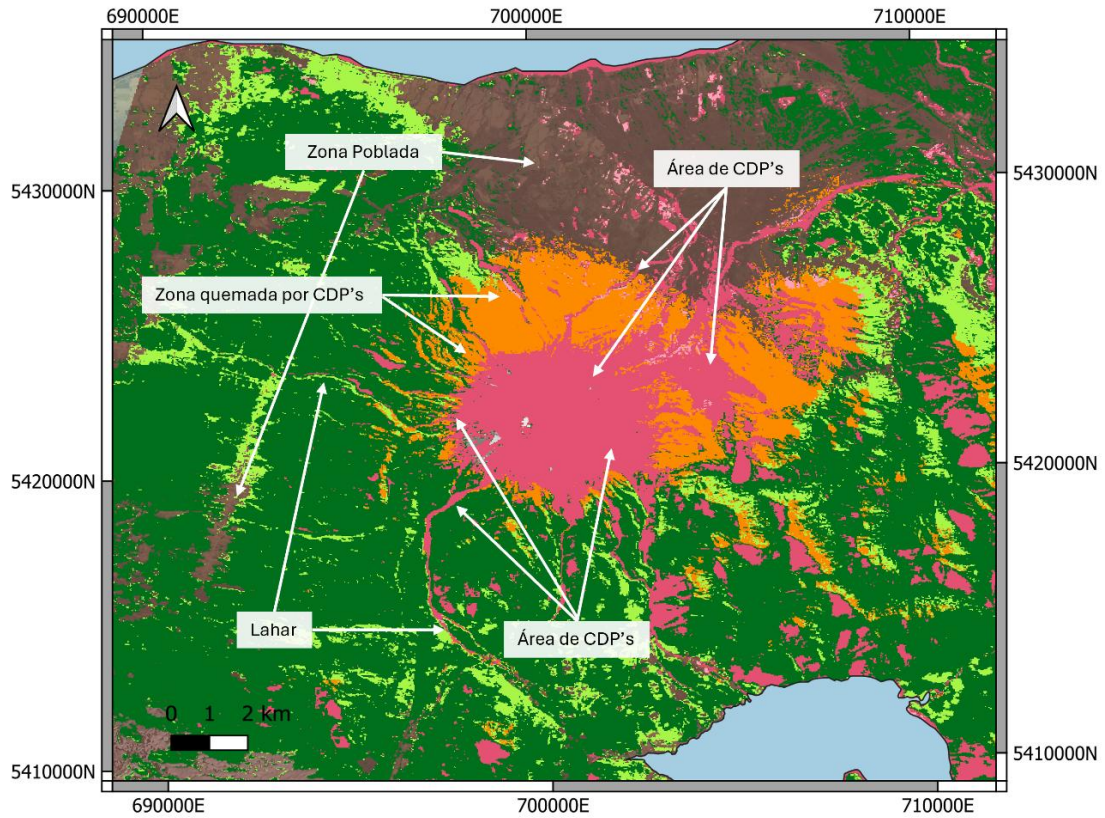 690000E
700000E
710000E
Zona Poblada
Área de CDP's
5430000N
5430000N
Zona quemada por CDP's
5420000N
5420000N
Lahar
Área de CDP's
0 1 2 km
5410000N
5410000N
690000E
700000E
710000E